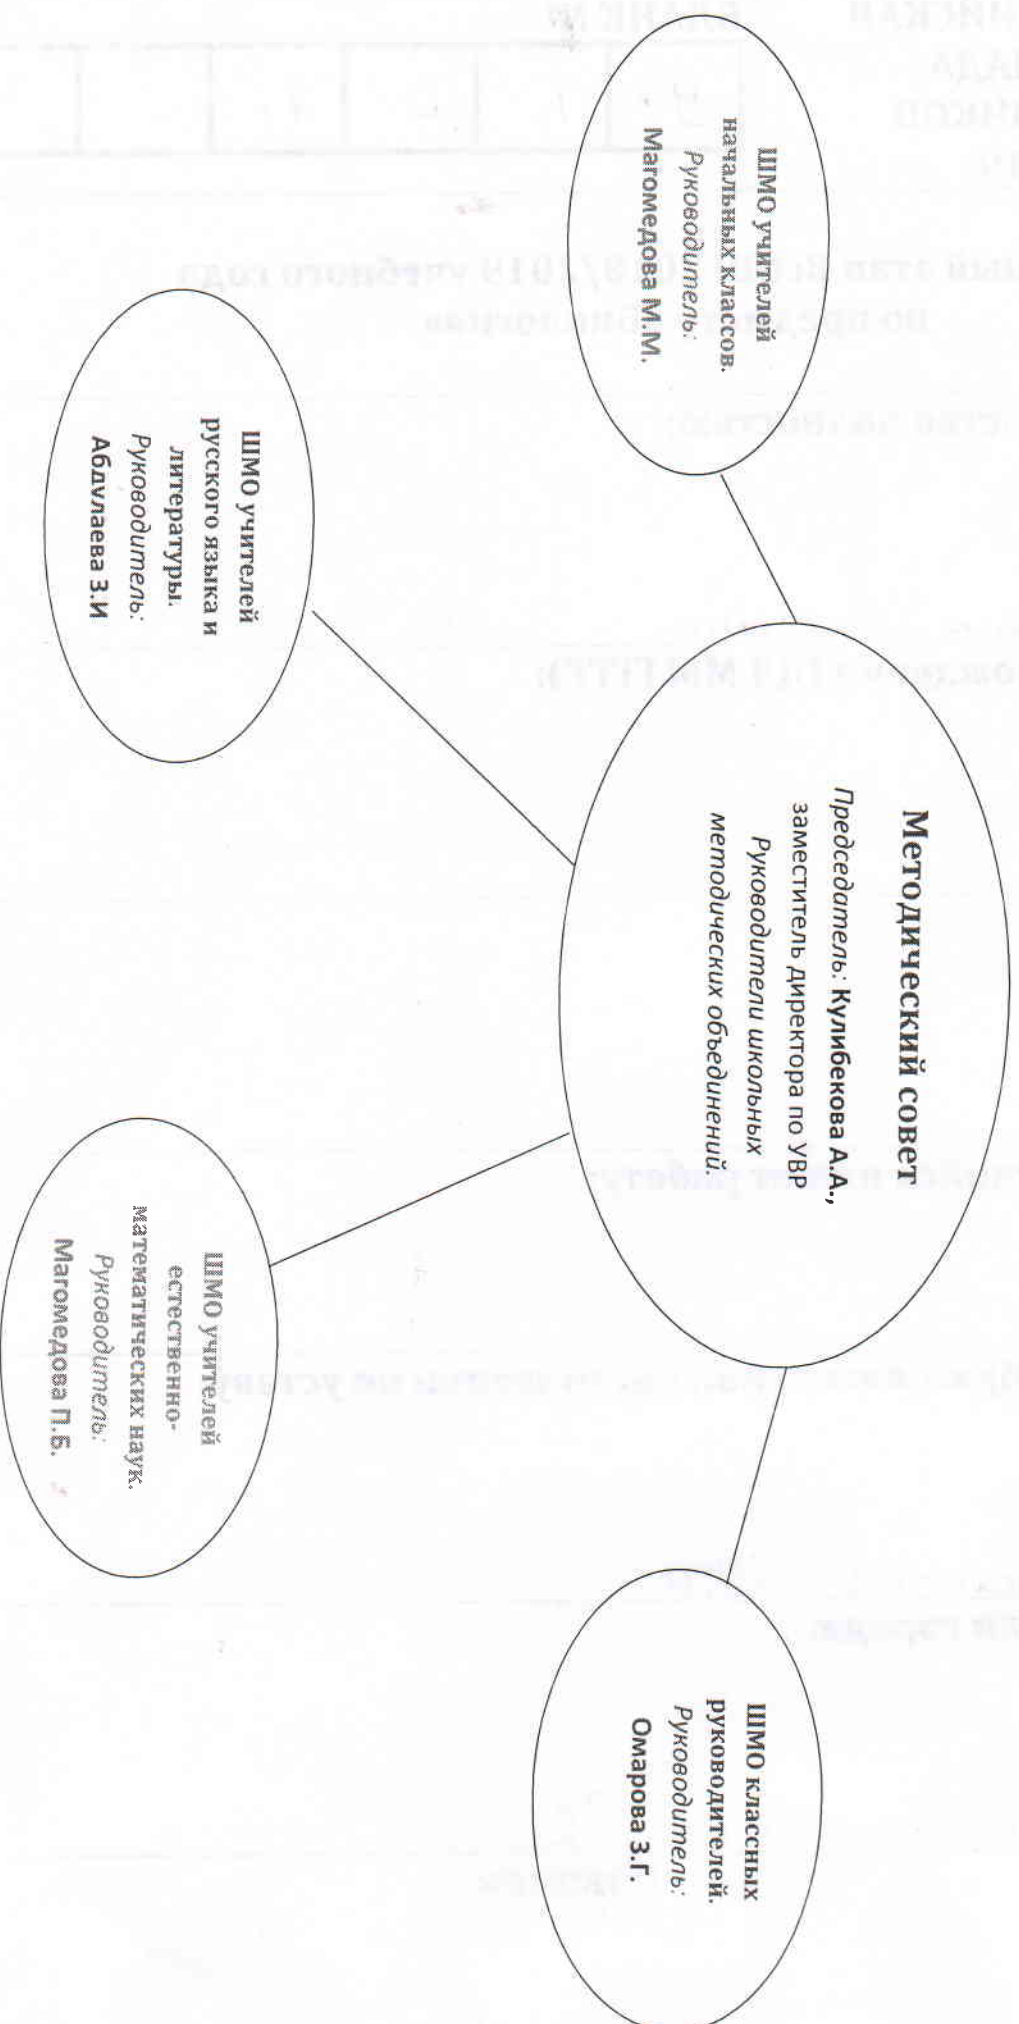 Методический совет
Председатель: Кулибекова А.А.,
заместитель директора по УВР
Руководители школьных
методических объединений.
ШМО учителей
начальных классов.
Руководитель:
Магомедова М.М.
ШМО учителей
русского языка и
литературы.
Руководитель:
Абдулаева З.И
ШМО учителей
естественно-
математических наук.
Руководитель:
Магомедова П.Б.
ШМО классных
руководителей.
Руководитель:
Омарова З.Г.